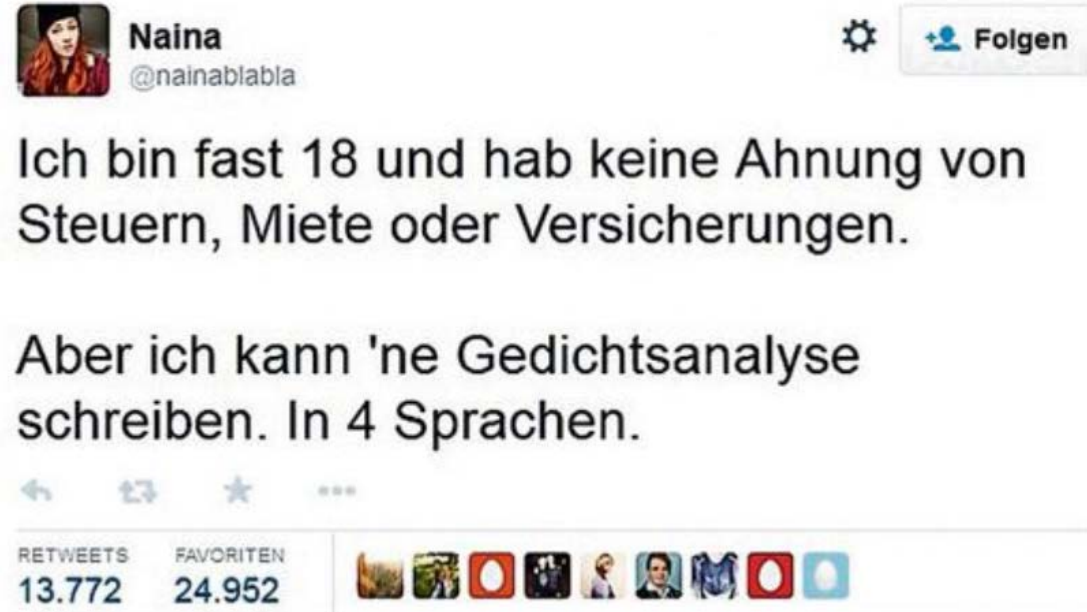 Naina
@nainablabla
Folgen
Ich bin fast 18 und hab keine Ahnung von
Steuern, Miete oder Versicherungen.
Aber ich kann 'ne Gedichtsanalyse
schreiben. In 4 Sprachen.
RETWEETS FAVORITEN
13.772 24.952